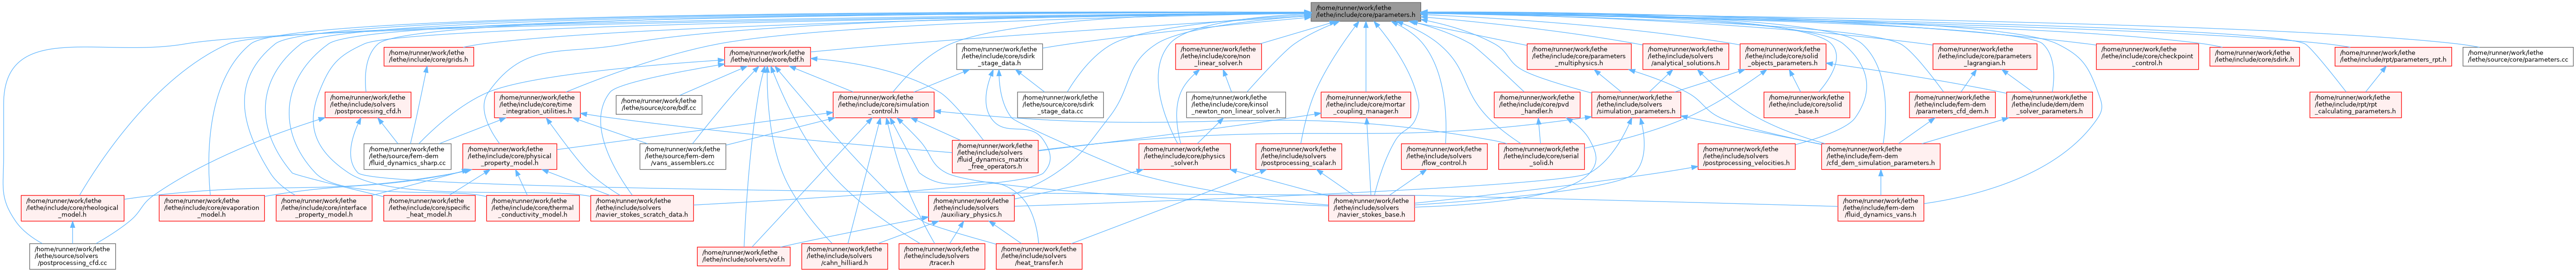 /home/runner/work/lethe
/lethe/include/core/parameters.h
/home/runner/work/lethe
/lethe/include/core/grids.h
/home/runner/work/lethe
/lethe/include/core/bdf.h
/home/runner/work/lethe
/lethe/include/core/sdirk
_stage_data.h
/home/runner/work/lethe
/lethe/include/core/non
_linear_solver.h
/home/runner/work/lethe
/lethe/include/core/parameters
_multiphysics.h
/home/runner/work/lethe
/lethe/include/solvers
/analytical_solutions.h
/home/runner/work/lethe
/lethe/include/core/solid
_objects_parameters.h
/home/runner/work/lethe
/lethe/include/core/parameters
_lagrangian.h
/home/runner/work/lethe
/lethe/include/core/checkpoint
_control.h
/home/runner/work/lethe
/lethe/include/core/sdirk.h
/home/runner/work/lethe
/lethe/include/rpt/parameters_rpt.h
/home/runner/work/lethe
/lethe/source/core/parameters.cc
/home/runner/work/lethe
/lethe/include/solvers
/postprocessing_cfd.h
/home/runner/work/lethe
/lethe/include/core/time
_integration_utilities.h
/home/runner/work/lethe
/lethe/source/core/bdf.cc
/home/runner/work/lethe
/lethe/include/core/simulation
_control.h
/home/runner/work/lethe
/lethe/source/core/sdirk
_stage_data.cc
/home/runner/work/lethe
/lethe/include/core/kinsol
_newton_non_linear_solver.h
/home/runner/work/lethe
/lethe/include/core/mortar
_coupling_manager.h
/home/runner/work/lethe
/lethe/include/core/pvd
_handler.h
/home/runner/work/lethe
/lethe/include/solvers
/simulation_parameters.h
/home/runner/work/lethe
/lethe/include/core/solid
_base.h
/home/runner/work/lethe
/lethe/include/fem-dem
/parameters_cfd_dem.h
/home/runner/work/lethe
/lethe/include/dem/dem
_solver_parameters.h
/home/runner/work/lethe
/lethe/include/rpt/rpt
_calculating_parameters.h
/home/runner/work/lethe
/lethe/source/fem-dem
/fluid_dynamics_sharp.cc
/home/runner/work/lethe
/lethe/include/core/physical
_property_model.h
/home/runner/work/lethe
/lethe/source/fem-dem
/vans_assemblers.cc
/home/runner/work/lethe
/lethe/include/solvers
/fluid_dynamics_matrix
_free_operators.h
/home/runner/work/lethe
/lethe/include/core/physics
_solver.h
/home/runner/work/lethe
/lethe/include/solvers
/postprocessing_scalar.h
/home/runner/work/lethe
/lethe/include/solvers
/flow_control.h
/home/runner/work/lethe
/lethe/include/core/serial
_solid.h
/home/runner/work/lethe
/lethe/include/solvers
/postprocessing_velocities.h
/home/runner/work/lethe
/lethe/include/fem-dem
/cfd_dem_simulation_parameters.h
/home/runner/work/lethe
/lethe/include/core/rheological
_model.h
/home/runner/work/lethe
/lethe/include/core/evaporation
_model.h
/home/runner/work/lethe
/lethe/include/core/interface
_property_model.h
/home/runner/work/lethe
/lethe/include/core/specific
_heat_model.h
/home/runner/work/lethe
/lethe/include/core/thermal
_conductivity_model.h
/home/runner/work/lethe
/lethe/include/solvers
/navier_stokes_scratch_data.h
/home/runner/work/lethe
/lethe/include/solvers
/auxiliary_physics.h
/home/runner/work/lethe
/lethe/include/solvers
/navier_stokes_base.h
/home/runner/work/lethe
/lethe/include/fem-dem
/fluid_dynamics_vans.h
/home/runner/work/lethe
/lethe/source/solvers
/postprocessing_cfd.cc
/home/runner/work/lethe
/lethe/include/solvers/vof.h
/home/runner/work/lethe
/lethe/include/solvers
/cahn_hilliard.h
/home/runner/work/lethe
/lethe/include/solvers
/tracer.h
/home/runner/work/lethe
/lethe/include/solvers
/heat_transfer.h